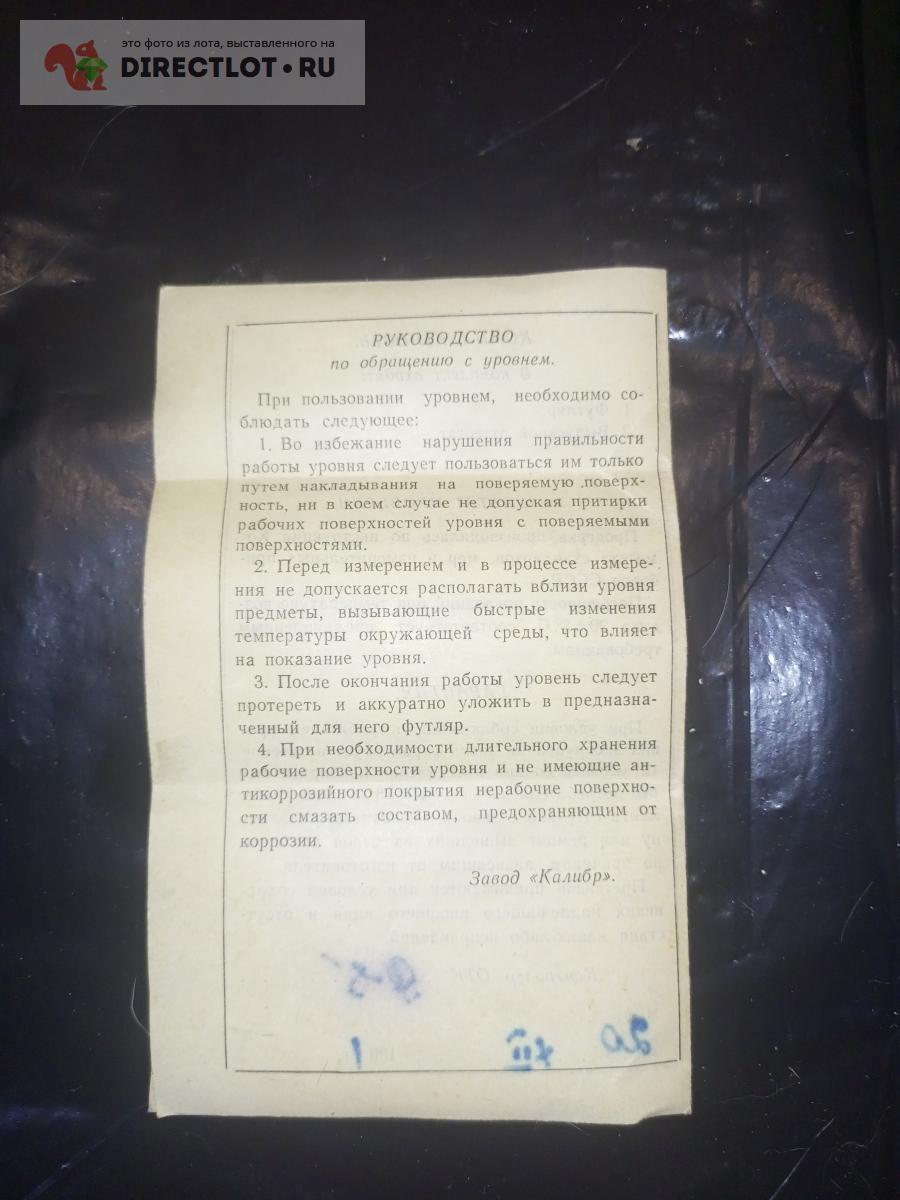 это фото из лота, выставленного на
DIRECTLOT•RU
РУКОВОДСТВО
по обращению с уровнем.
При пользовании уровнем, необходимо со-
блюдать следующее:
1. Во избежание нарушения правильности
работы уровня следует пользоваться им только
путем накладывания на поверяемую поверх-
ность, ни в коем случае не допуская притирки
рабочих поверхностей уровня с поверяемыми
поверхностями.
2. Перед измерением и в процессе измере-
ния не допускается располагать вблизи уровня
предметы, вызывающие быстрые изменения
температуры окружающей среды, что влияет
на показание уровня.
3. После окончания работы уровень следует
протереть и аккуратно уложить в предназна-
ченный для него футляр.
4. При необходимости длительного хранения
рабочие поверхности уровня и не имеющие ан-
тикоррозийного покрытия нерабочие поверхно-
сти смазать составом, предохраняющим от
коррозии.
Завод «Калибр».